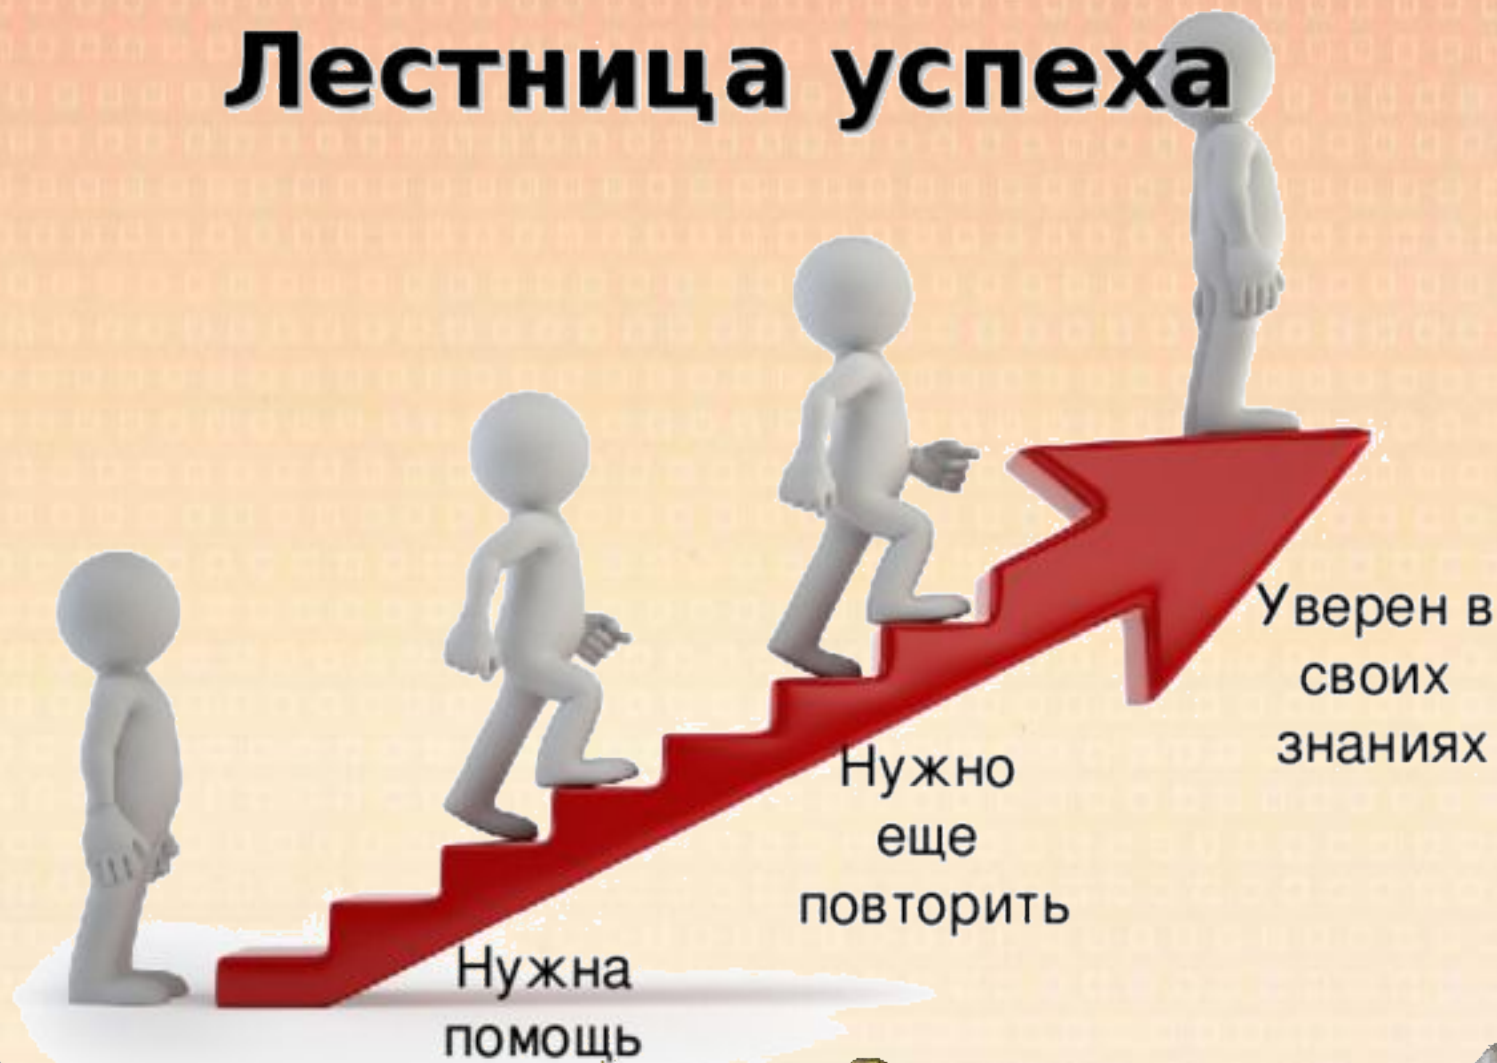 Лестница успеха
Уверен в
своих
знаниях
Нужно
еще
повторить
Нужна
помощь